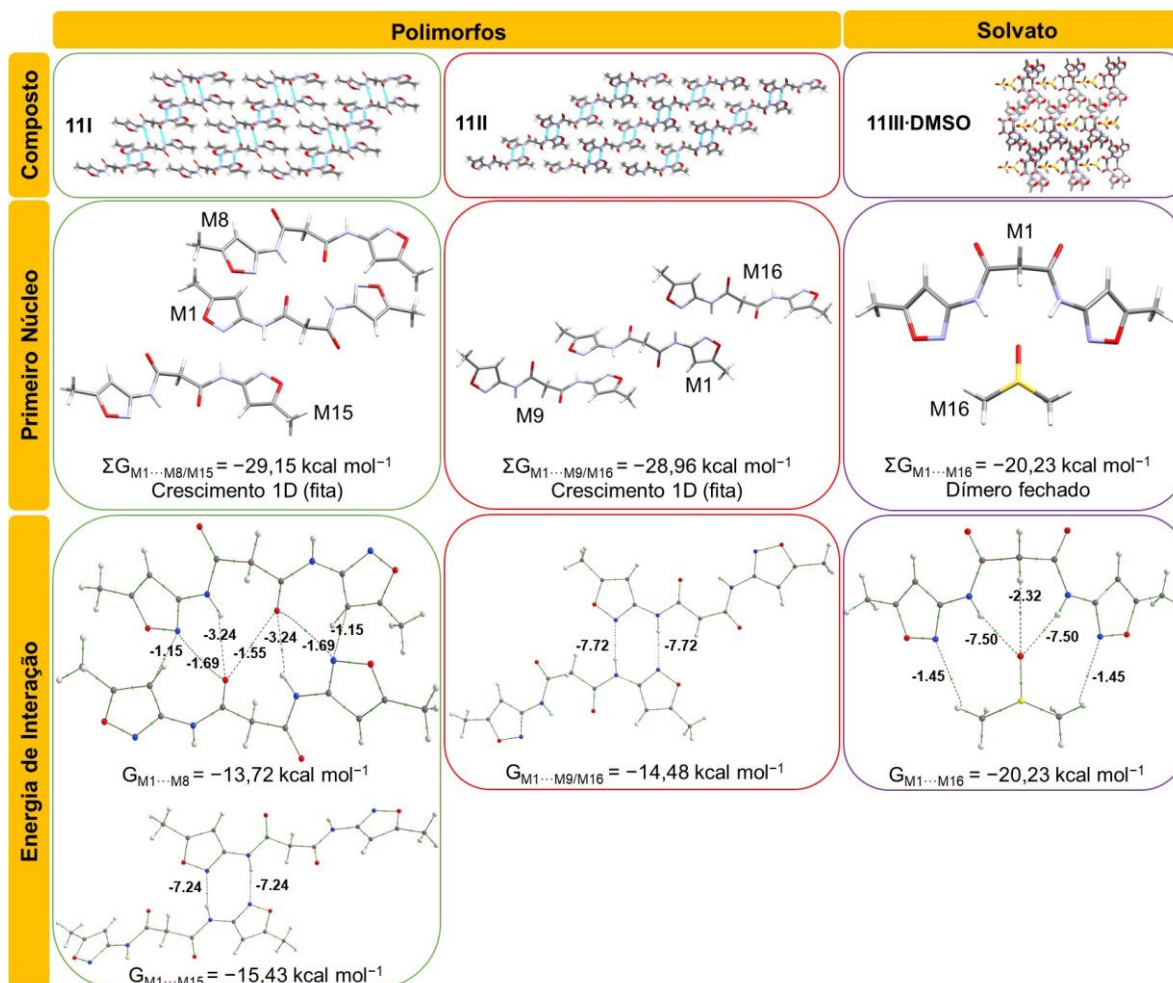 Polimorfos
Solvato
Composto
11I
11II
11III·DMSO
Primeiro Núcleo
M8
M1
M15
ΣG_M1···M8/M15 = −29,15 kcal mol⁻¹
Crescimento 1D (fita)
M16
M1
M9
ΣG_M1···M9/M16 = −28,96 kcal mol⁻¹
Crescimento 1D (fita)
M1
M16
ΣG_M1···M16 = −20,23 kcal mol⁻¹
Dímero fechado
Energia de Interação
-3.24
-3.24
-1.15
-1.15
-1.69
-1.55
-1.69
G_M1···M8 = −13,72 kcal mol⁻¹
-7.24
-7.24
G_M1···M15 = −15,43 kcal mol⁻¹
-7.72
-7.72
G_M1···M9/M16 = −14,48 kcal mol⁻¹
-2.32
-7.50
-7.50
-1.45
-1.45
G_M1···M16 = −20,23 kcal mol⁻¹